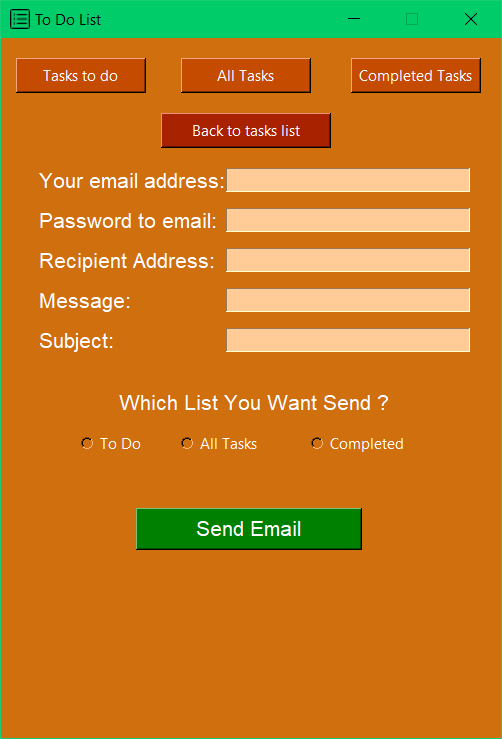 To Do List
Tasks to do
All Tasks
Completed Tasks
Back to tasks list
Your email address:
Password to email:
Recipient Address:
Message:
Subject:
Which List You Want Send ?
To Do
All Tasks
Completed
Send Email